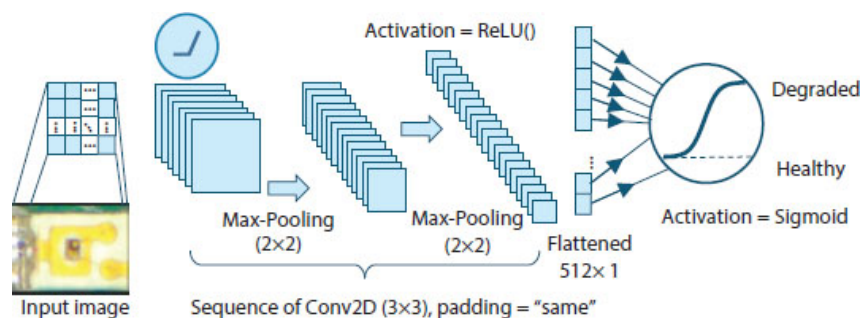 Activation = ReLU()
Degraded
Healthy
Activation = Sigmoid
Max-Pooling
(2×2)
Max-Pooling
(2×2)
Flattened
512× 1
Input image
Sequence of Conv2D (3×3), padding = “same”